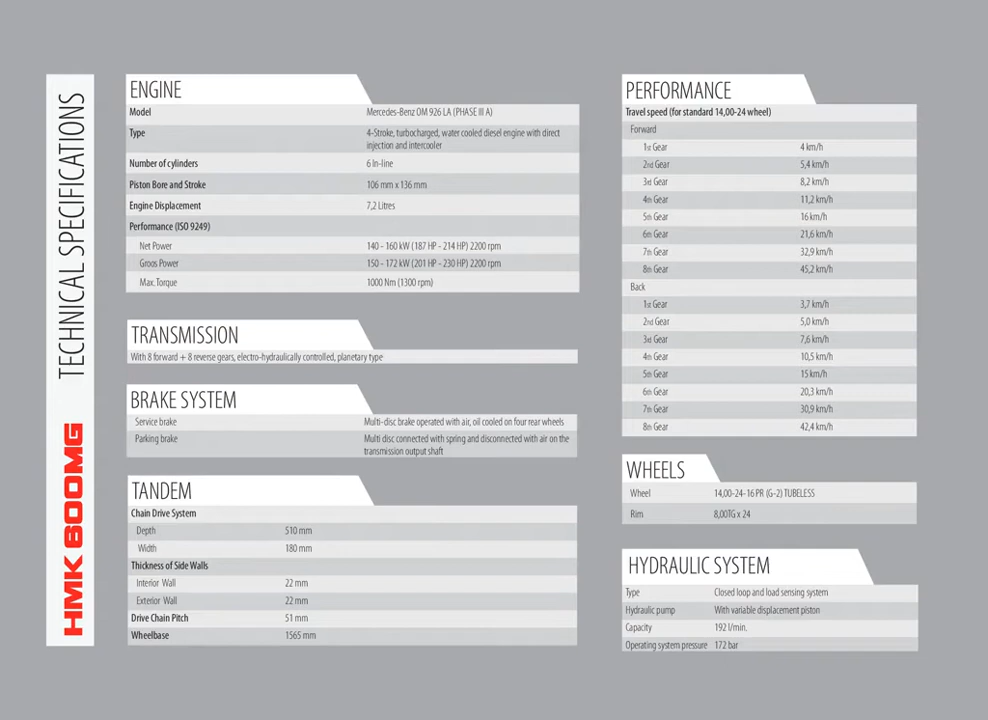 HMK 600MG TECHNICAL SPECIFICATIONS
ENGINE
Model Mercedes-Benz OM 926 LA (PHASE III A)
Type 4-Stroke, turbocharged, water cooled diesel engine with direct
injection and intercooler
Number of cylinders 6 In-line
Piston Bore and Stroke 106 mm x 136 mm
Engine Displacement 7,2 Litres
Performance (ISO 9249)
Net Power 140 - 160 kW (187 HP - 214 HP) 2200 rpm
Groos Power 150 - 172 kW (201 HP - 230 HP) 2200 rpm
Max. Torque 1000 Nm (1300 rpm)
TRANSMISSION
With 8 forward + 8 reverse gears, electro-hydraulically controlled, planetary type
BRAKE SYSTEM
Service brake Multi-disc brake operated with air, oil cooled on four rear wheels
Parking brake Multi disc connected with spring and disconnected with air on the
transmission output shaft
TANDEM
Chain Drive System
Depth 510 mm
Width 180 mm
Thickness of Side Walls
Interior Wall 22 mm
Exterior Wall 22 mm
Drive Chain Pitch 51 mm
Wheelbase 1565 mm
PERFORMANCE
Travel speed (for standard 14,00-24 wheel)
Forward
1st Gear 4 km/h
2nd Gear 5,4 km/h
3rd Gear 8,2 km/h
4th Gear 11,2 km/h
5th Gear 16 km/h
6th Gear 21,6 km/h
7th Gear 32,9 km/h
8th Gear 45,2 km/h
Back
1st Gear 3,7 km/h
2nd Gear 5,0 km/h
3rd Gear 7,6 km/h
4th Gear 10,5 km/h
5th Gear 15 km/h
6th Gear 20,3 km/h
7th Gear 30,9 km/h
8th Gear 42,4 km/h
WHEELS
Wheel 14,00-24-16 PR (G-2) TUBELESS
Rim 8,00TG x 24
HYDRAULIC SYSTEM
Type Closed loop and load sensing system
Hydraulic pump With variable displacement piston
Capacity 192 l/min.
Operating system pressure 172 bar